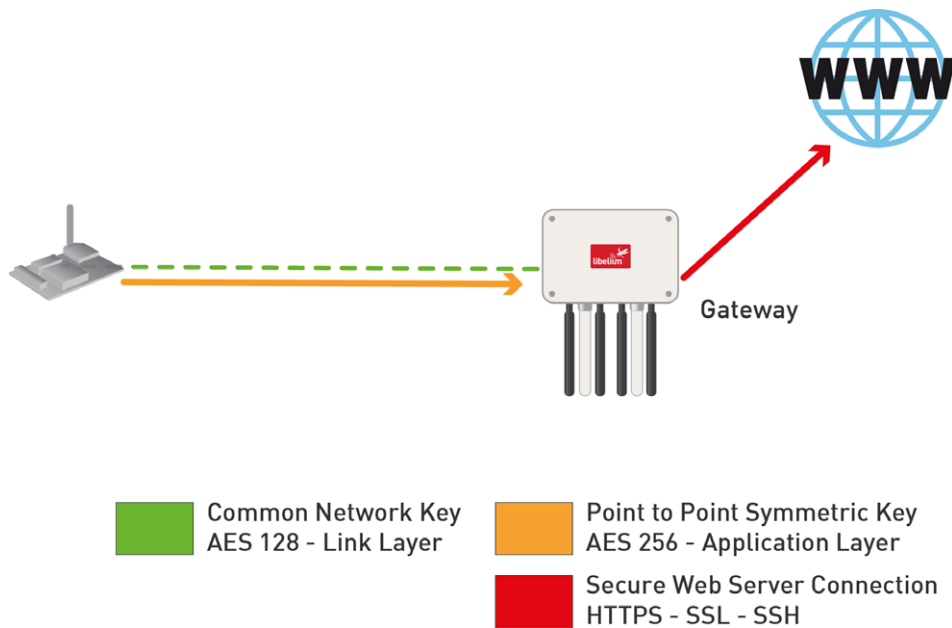 WWW
libelium
Gateway
Common Network Key
AES 128 - Link Layer
Point to Point Symmetric Key
AES 256 - Application Layer
Secure Web Server Connection
HTTPS - SSL - SSH